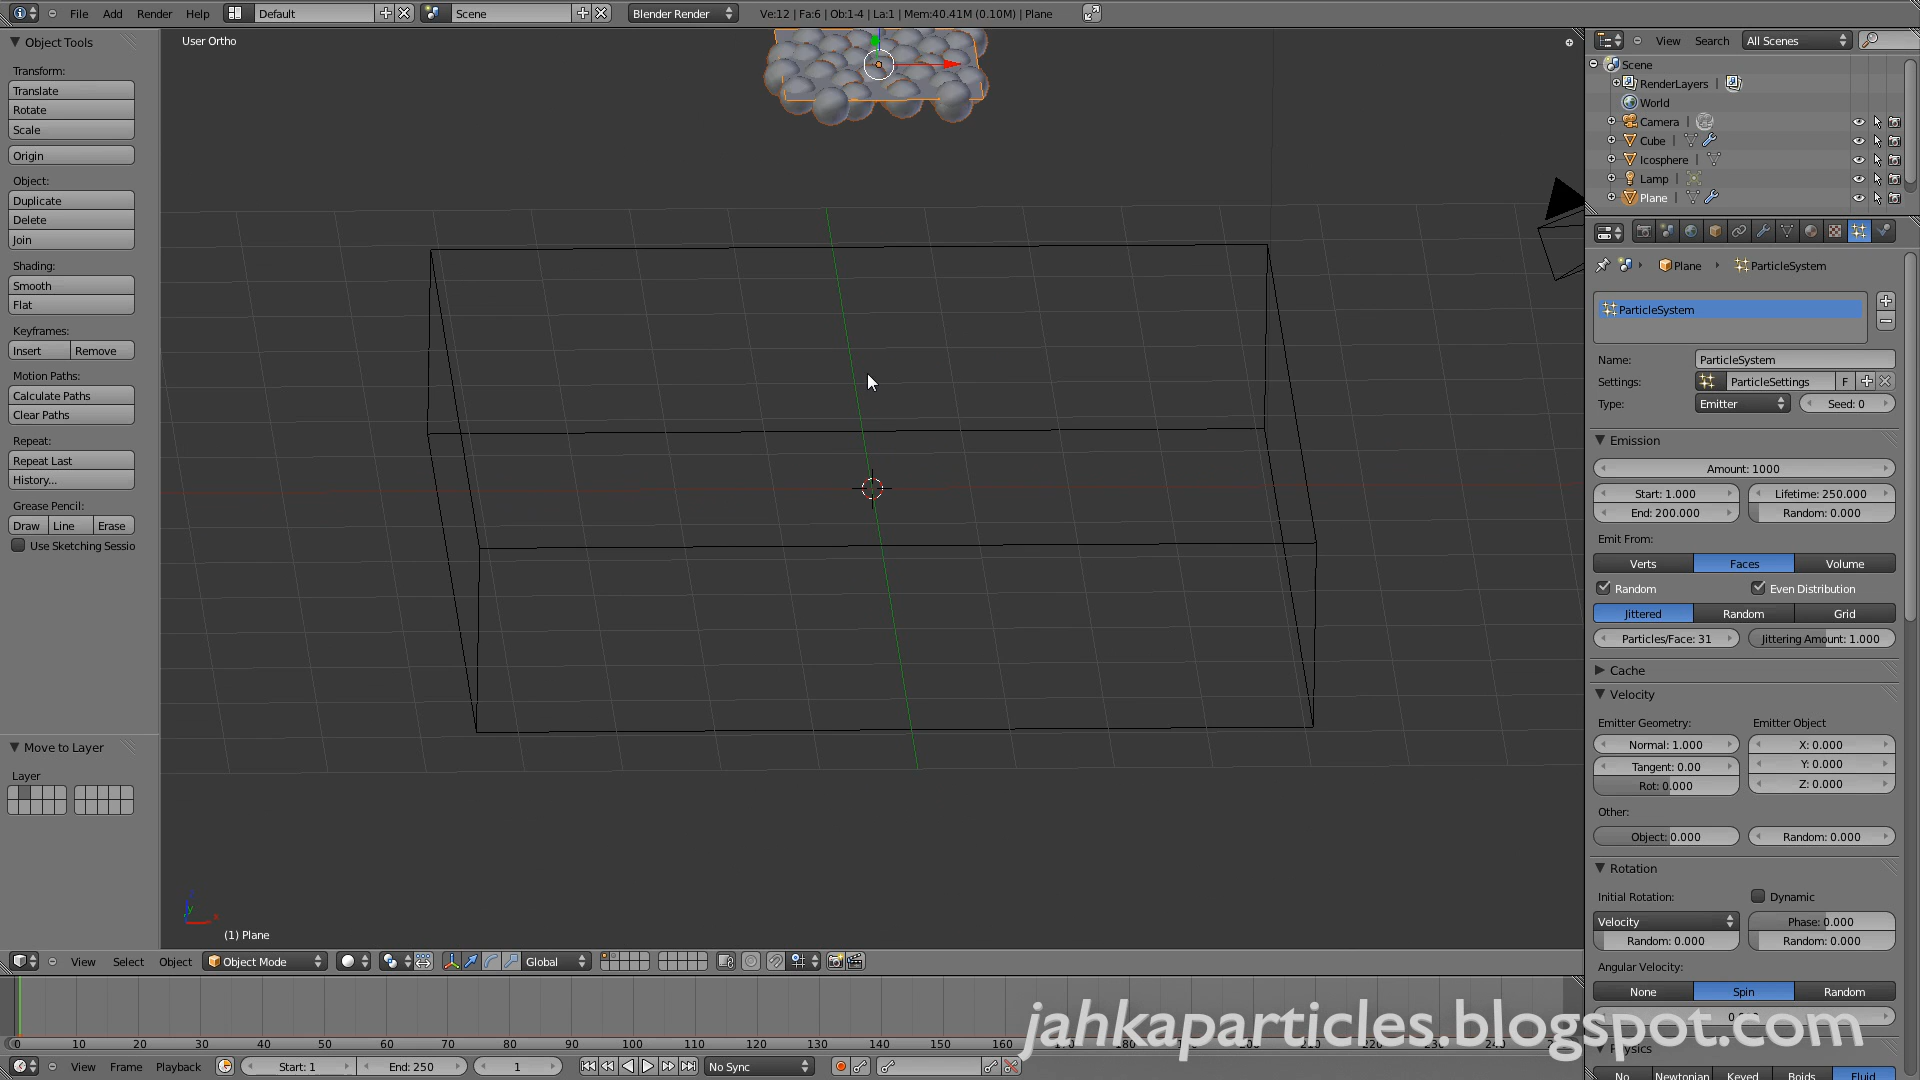 File Add Render Help Default Scene Blender Render Ve:12 | Fa:6 | Ob:1-4 | La:1 | Mem:40.41M (0.10M) | Plane
Object Tools
Transform:
Translate
Rotate
Scale
Origin
Object:
Duplicate
Delete
Join
Shading:
Smooth
Flat
Keyframes:
Insert Remove
Motion Paths:
Calculate Paths
Clear Paths
Repeat:
Repeat Last
History...
Grease Pencil:
Draw Line Erase
Use Sketching Sessio
Move to Layer
Layer
User Ortho
(1) Plane
View Select Object Object Mode Global
0 10 20 30 40 50 60 70 80 90 100 110 120 130 140 150 160 170 180 190 200 210 220 230 240
View Frame Playback Start: 1 End: 250 1 No Sync
View Search All Scenes
Scene
RenderLayers |
World
Camera |
Cube |
Icosphere |
Lamp |
Plane |
Plane ParticleSystem
ParticleSystem
Name: ParticleSystem
Settings: ParticleSettings F
Type: Emitter Seed: 0
Emission
Amount: 1000
Start: 1.000 Lifetime: 250.000
End: 200.000 Random: 0.000
Emit From:
Verts Faces Volume
Random Even Distribution
Jittered Random Grid
Particles/Face: 31 Jittering Amount: 1.000
Cache
Velocity
Emitter Geometry: Emitter Object
Normal: 1.000 X: 0.000
Tangent: 0.00 Y: 0.000
Rot: 0.000 Z: 0.000
Other:
Object: 0.000 Random: 0.000
Rotation
Initial Rotation: Dynamic
Velocity Phase: 0.000
Random: 0.000 Random: 0.000
Angular Velocity:
None Spin Random
Physics
No Newtonian Keyed Boids Fluid
jahkaparticles.blogspot.com